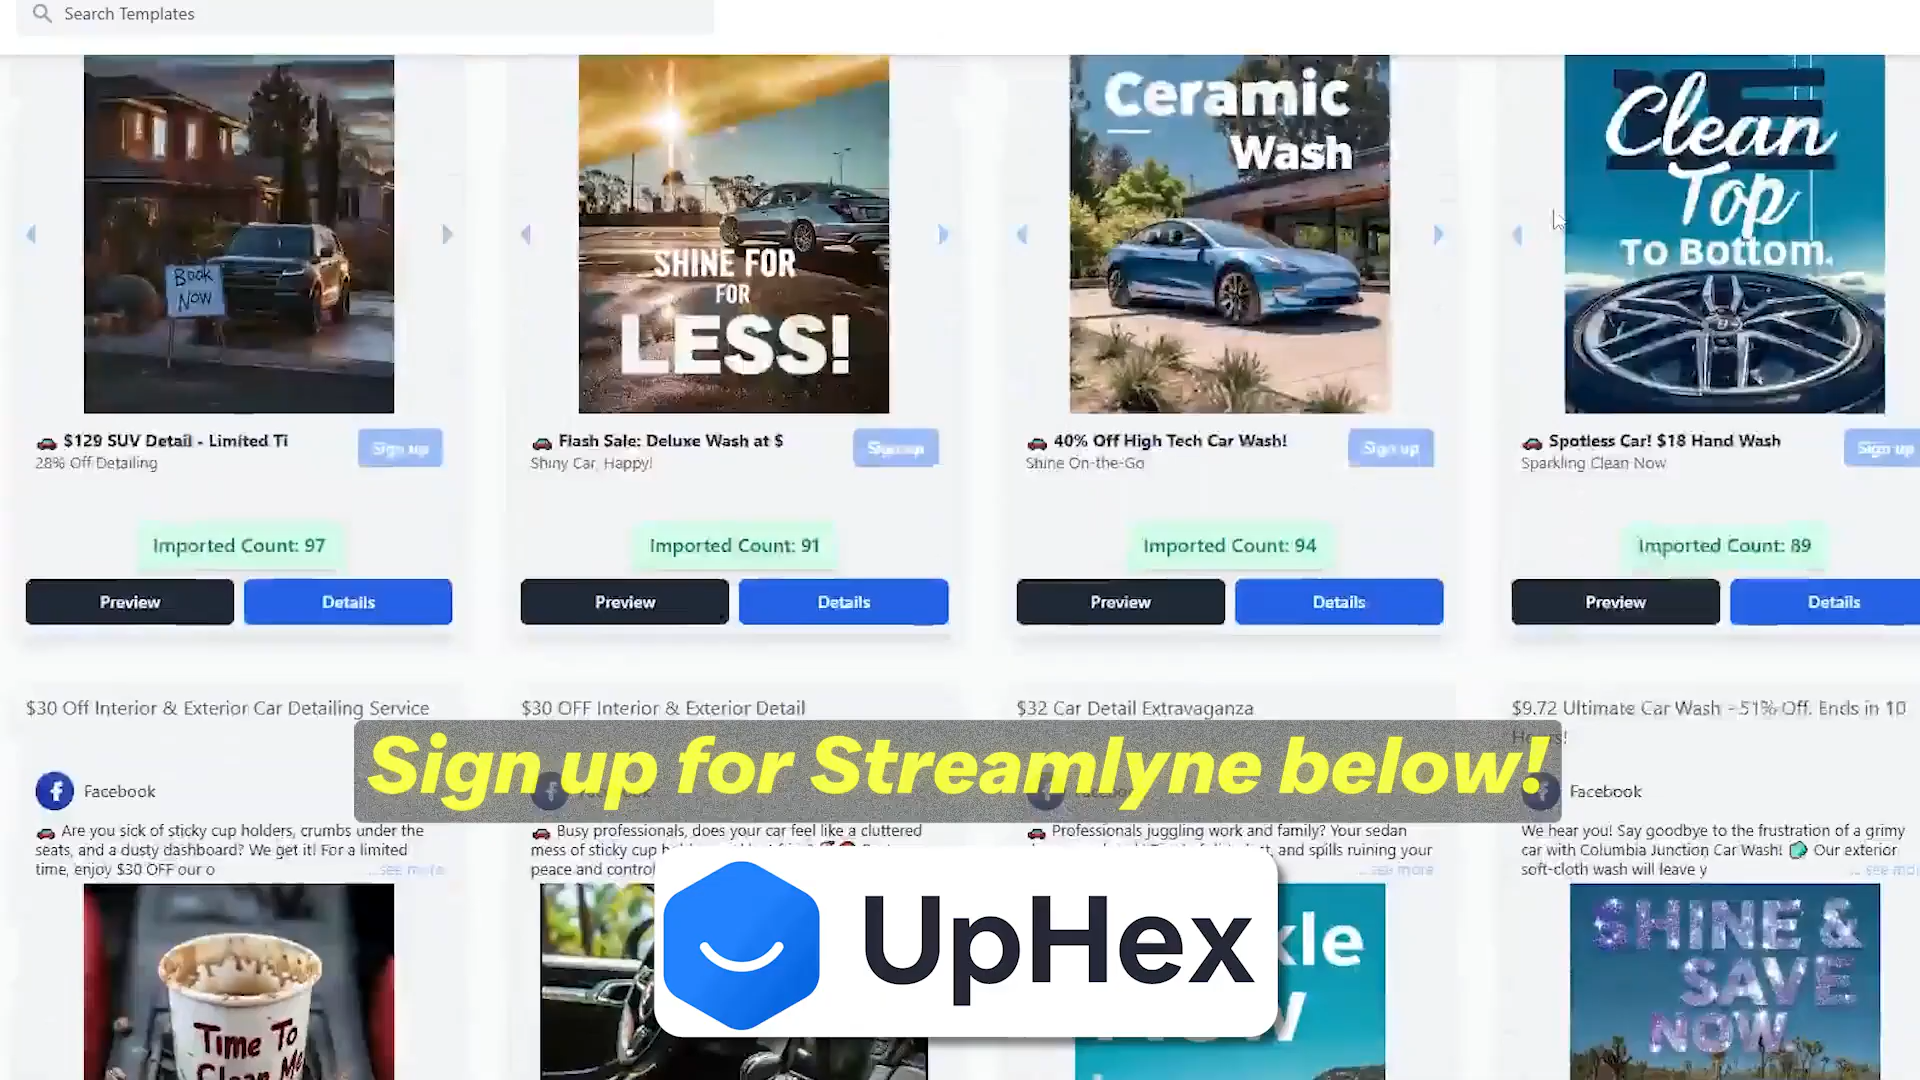 Search Templates
Book
Now
SHINE FOR
FOR
LESS!
Ceramic
Wash
Clean
Top
To Bottom.
$129 SUV Detail - Limited Ti
28% Off Detailing
Sign up
Flash Sale: Deluxe Wash at $
Shiny Car, Happy!
Sign up
40% Off High Tech Car Wash!
Shine On-the-Go
Sign up
Spotless Car! $18 Hand Wash
Sparkling Clean Now
Sign up
Imported Count: 97
Imported Count: 91
Imported Count: 94
Imported Count: 89
Preview
Details
Preview
Details
Preview
Details
Preview
Details
$30 Off Interior & Exterior Car Detailing Service
$30 OFF Interior & Exterior Detail
$32 Car Detail Extravaganza
$9.72 Ultimate Car Wash - 51% Off. Ends in 10
Hours!
Sign up for Streamlyne below!
Facebook
Facebook
Are you sick of sticky cup holders, crumbs under the
seats, and a dusty dashboard? We get it! For a limited
time, enjoy $30 OFF our o
... see more
Busy professionals, does your car feel like a cluttered
mess of sticky cup
peace and control
Professionals juggling work and family? Your sedan
and spills ruining your
... see more
We hear you! Say goodbye to the frustration of a grimy
car with Columbia Junction Car Wash! Our exterior
soft-cloth wash will leave y
UpHex
Time To
Clean Me
SHINE &
SAVE
NOW